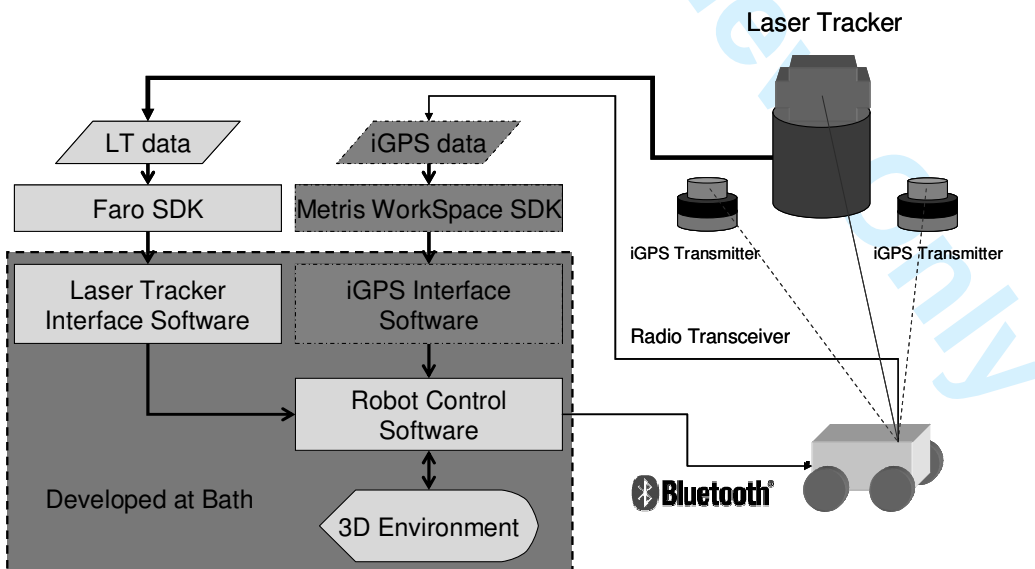 Laser Tracker
LT data
iGPS data
Faro SDK
Metris WorkSpace SDK
iGPS Transmitter
iGPS Transmitter
Laser Tracker
Interface Software
iGPS Interface
Software
Radio Transceiver
Robot Control
Software
Developed at Bath
3D Environment
Bluetooth®
Only